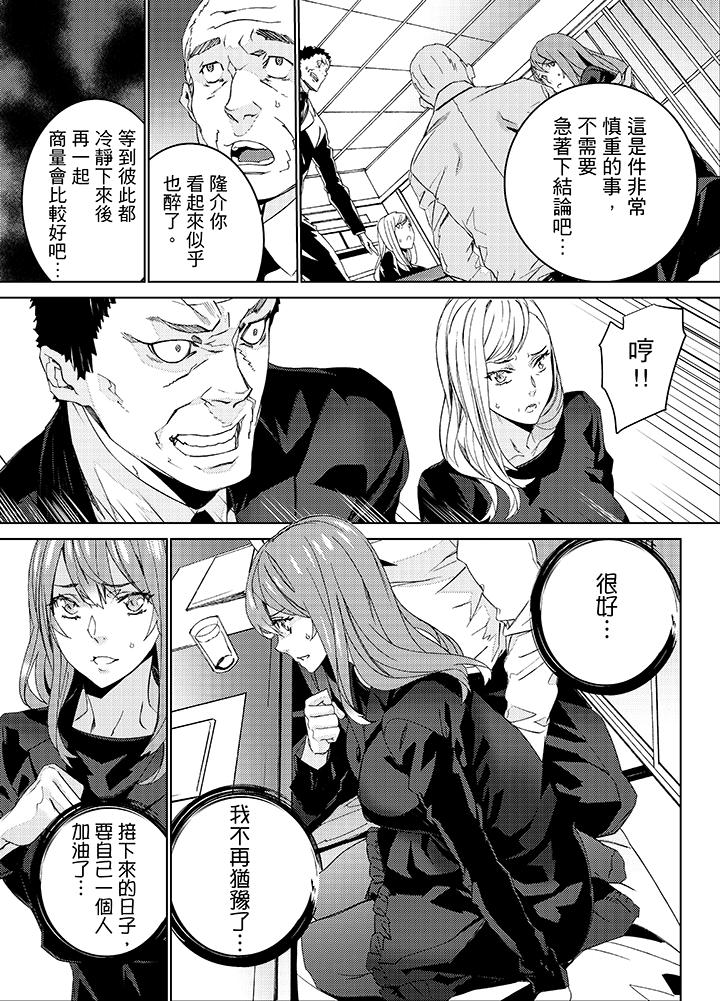 這是件非常
慎重的事，
不需要
急著下結論吧…
隆介你
看起來似乎
也醉了。
等到彼此都
冷靜下來後
再一起
商量會比較好吧…
哼!!
很好…
我不再猶豫了…
接下來的日子，
要自己一個人
加油了…